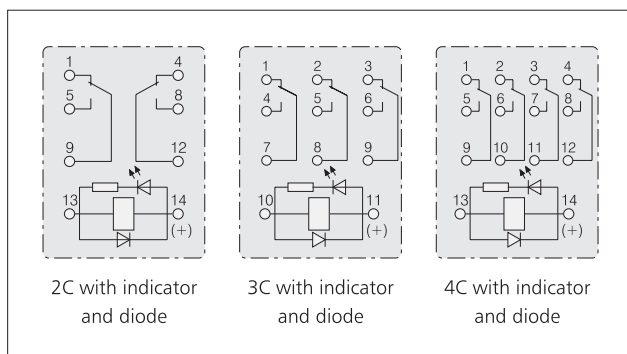 1 4
5 8
9 12
13 14
(+)
2C with indicator
and diode
1 2 3
4 5 6
7 8 9
10 11
(+)
3C with indicator
and diode
1 2 3 4
5 6 7 8
9 10 11 12
13 14
(+)
4C with indicator
and diode